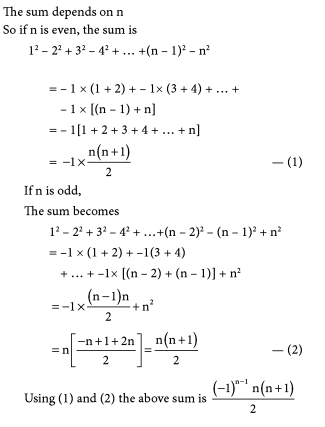 The sum depends on n
So if n is even, the sum is
1² – 2² + 3² – 4² + ... +(n – 1)² – n²
= – 1 × (1 + 2) + – 1× (3 + 4) + ... +
– 1 × [(n – 1) + n]
= – 1[1 + 2 + 3 + 4 + ... + n]
= –1× n(n+1)/2 — (1)
If n is odd,
The sum becomes
1² – 2² + 3² – 4² + ...+(n – 2)² – (n – 1)² + n²
= –1 × (1 + 2) + –1(3 + 4)
+ ... + –1× [(n – 2) + (n – 1)] + n²
= –1 × (n–1)n/2 + n²
= n[(–n+1+2n)/2] = n(n+1)/2 — (2)
Using (1) and (2) the above sum is (–1)ⁿ⁻¹ n(n+1)/2